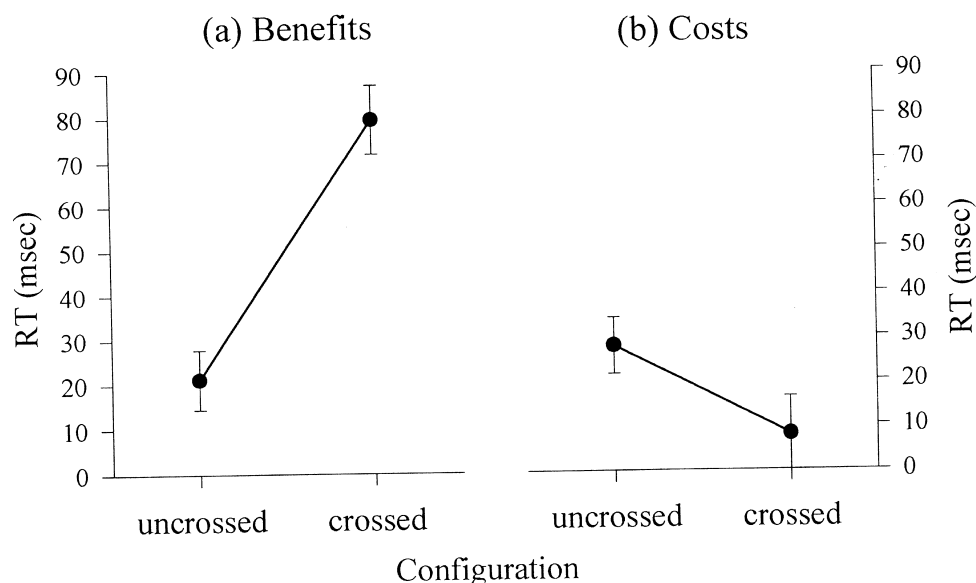 (a) Benefits
(b) Costs
RT (msec)
90
80
70
60
50
40
30
20
10
0
uncrossed
crossed
90
80
70
60
50
40
30
20
10
0
RT (msec)
uncrossed
crossed
Configuration